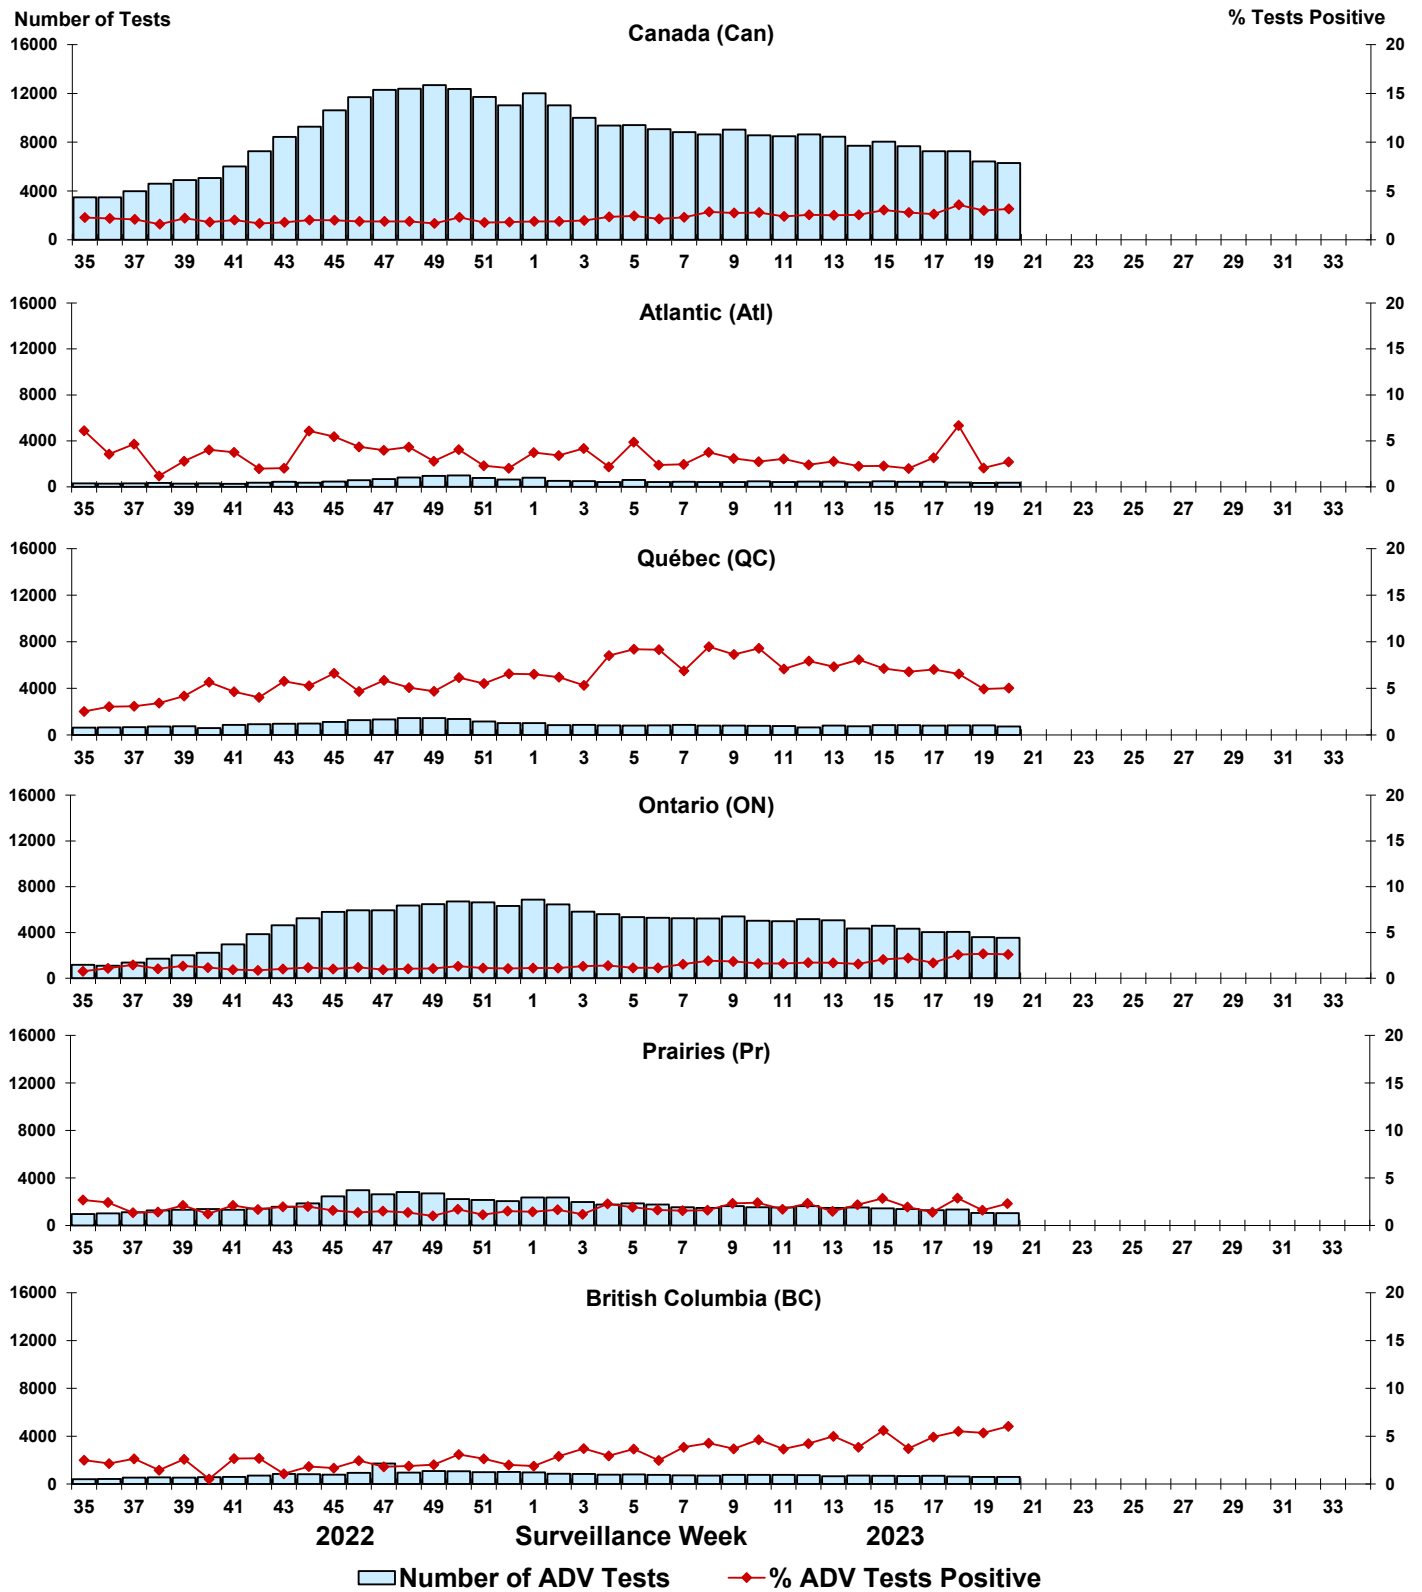 Number of Tests
% Tests Positive
Canada (Can)
16000 20
12000 15
8000 10
4000 5
0 0
35 37 39 41 43 45 47 49 51 1 3 5 7 9 11 13 15 17 19 21 23 25 27 29 31 33
Atlantic (Atl)
16000 20
12000 15
8000 10
4000 5
0 0
35 37 39 41 43 45 47 49 51 1 3 5 7 9 11 13 15 17 19 21 23 25 27 29 31 33
Québec (QC)
16000 20
12000 15
8000 10
4000 5
0 0
35 37 39 41 43 45 47 49 51 1 3 5 7 9 11 13 15 17 19 21 23 25 27 29 31 33
Ontario (ON)
16000 20
12000 15
8000 10
4000 5
0 0
35 37 39 41 43 45 47 49 51 1 3 5 7 9 11 13 15 17 19 21 23 25 27 29 31 33
Prairies (Pr)
16000 20
12000 15
8000 10
4000 5
0 0
35 37 39 41 43 45 47 49 51 1 3 5 7 9 11 13 15 17 19 21 23 25 27 29 31 33
British Columbia (BC)
16000 20
12000 15
8000 10
4000 5
0 0
35 37 39 41 43 45 47 49 51 1 3 5 7 9 11 13 15 17 19 21 23 25 27 29 31 33
2022 Surveillance Week 2023
Number of ADV Tests % ADV Tests Positive